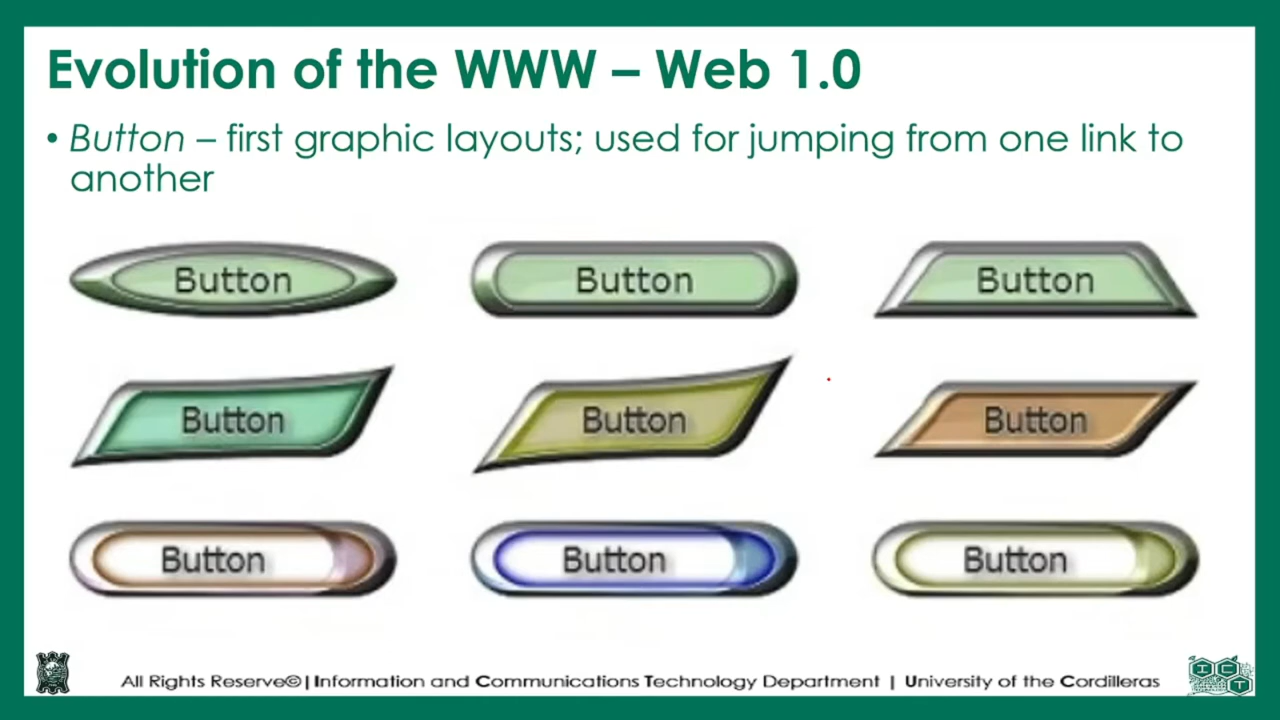 Evolution of the WWW – Web 1.0
• Button – first graphic layouts; used for jumping from one link to
another
Button Button Button
Button Button Button
Button Button Button
All Rights Reserve©| Information and Communications Technology Department | University of the Cordilleras
I C T